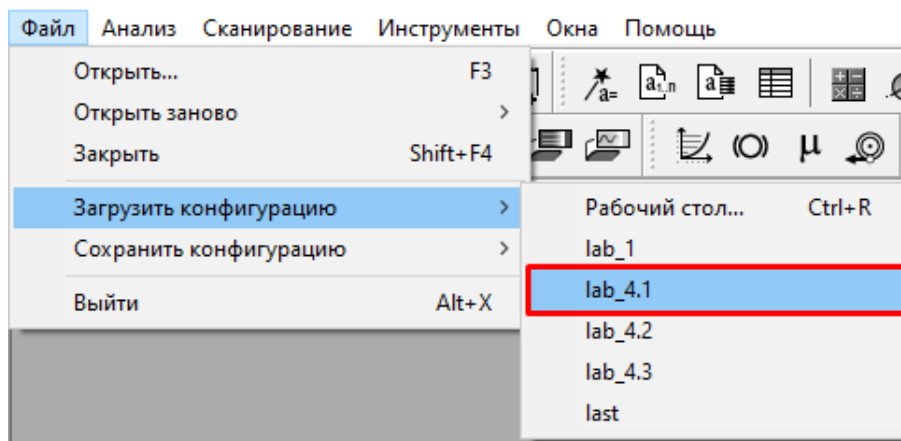 Файл Анализ Сканирование Инструменты Окна Помощь
Открыть... F3
Открыть заново
Закрыть Shift+F4
Загрузить конфигурацию
Сохранить конфигурацию
Выйти Alt+X
a= a1..n a
μ
Рабочий стол... Ctrl+R
lab_1
lab_4.1
lab_4.2
lab_4.3
last